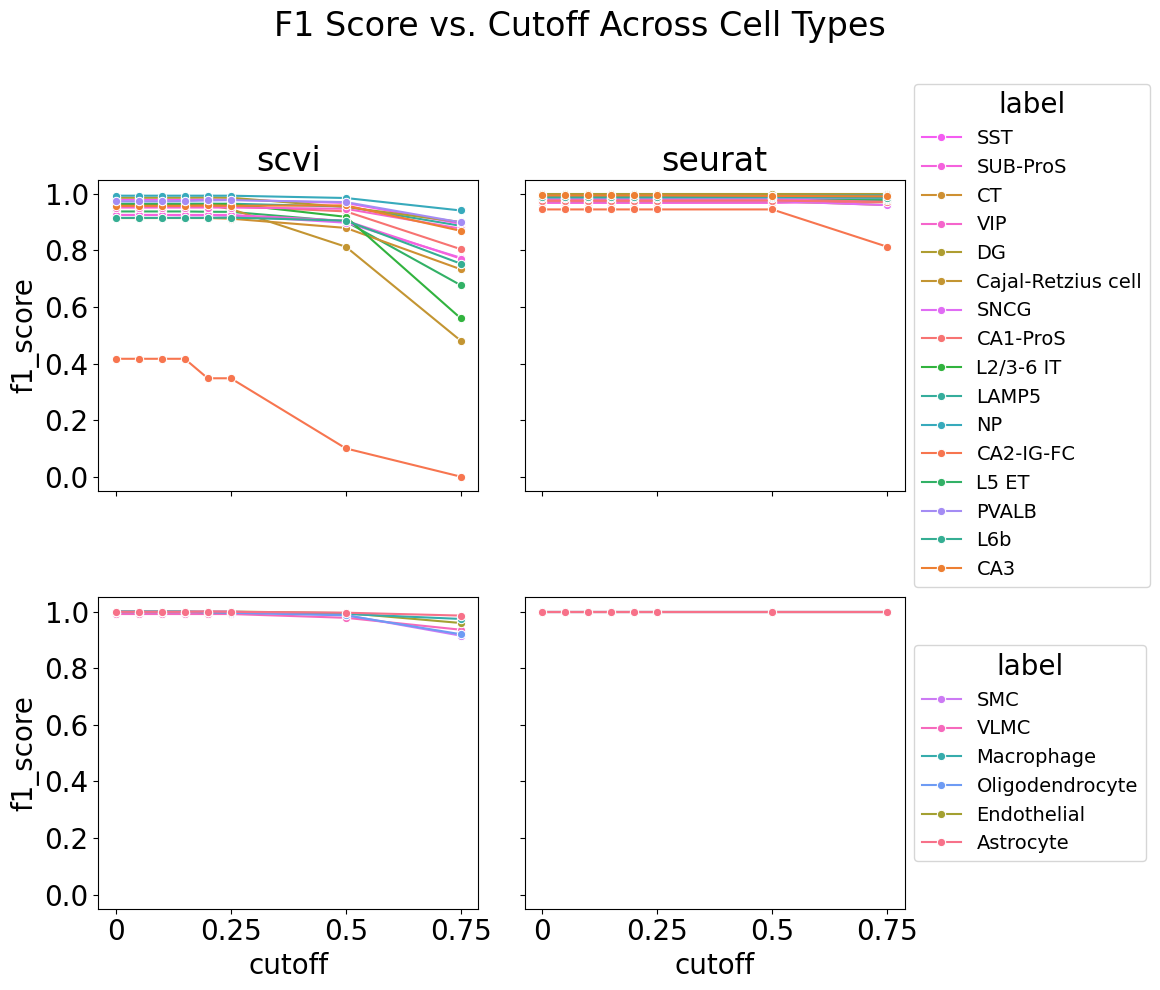 F1 Score vs. Cutoff Across Cell Types
scvi
seurat
f1_score
1.0
0.8
0.6
0.4
0.2
0.0
label
SST
SUB-ProS
CT
VIP
DG
Cajal-Retzius cell
SNCG
CA1-ProS
L2/3-6 IT
LAMP5
NP
CA2-IG-FC
L5 ET
PVALB
L6b
CA3
f1_score
1.0
0.8
0.6
0.4
0.2
0.0
0 0.25 0.5 0.75
cutoff
0 0.25 0.5 0.75
cutoff
label
SMC
VLMC
Macrophage
Oligodendrocyte
Endothelial
Astrocyte